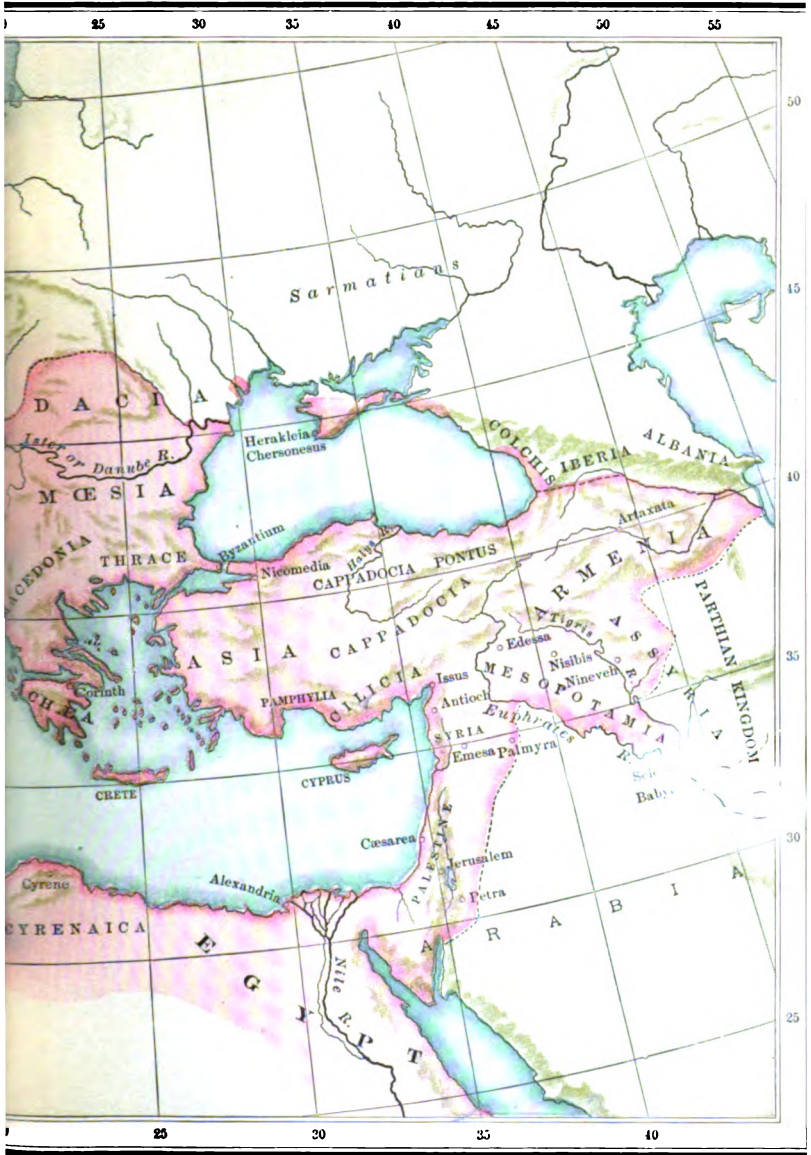 25 30 35 40 45 50 55
50
Sarmatians
45
DACIA
Ister or Danube R.
Herakleia
Chersonesus
COLCHIS
IBERIA
ALBANIA
MŒSIA
40
Artaxata
MACEDONIA
THRACE
Byzantium
Halys R.
Nicomedia
CAPPADOCIA PONTUS
ARMENIA
ASIA
CAPPADOCIA
Tigris R.
ASSYRIA
PARTHIAN KINGDOM
Edessa
Nisibis
Nineveh
35
MESOPOTAMIA
Corinth
CHEA
PAMPHYLIA
CILICIA
Issus
Antioch
Euphrates R.
SYRIA
Emesa
Palmyra
CRETE
CYPRUS
Baby
30
Cæsarea
PALESTINE
Jerusalem
Petra
Cyrene
Alexandria
CYRENAICA
ARABIA
EGYPT
Nile R.
25
25 30 35 40